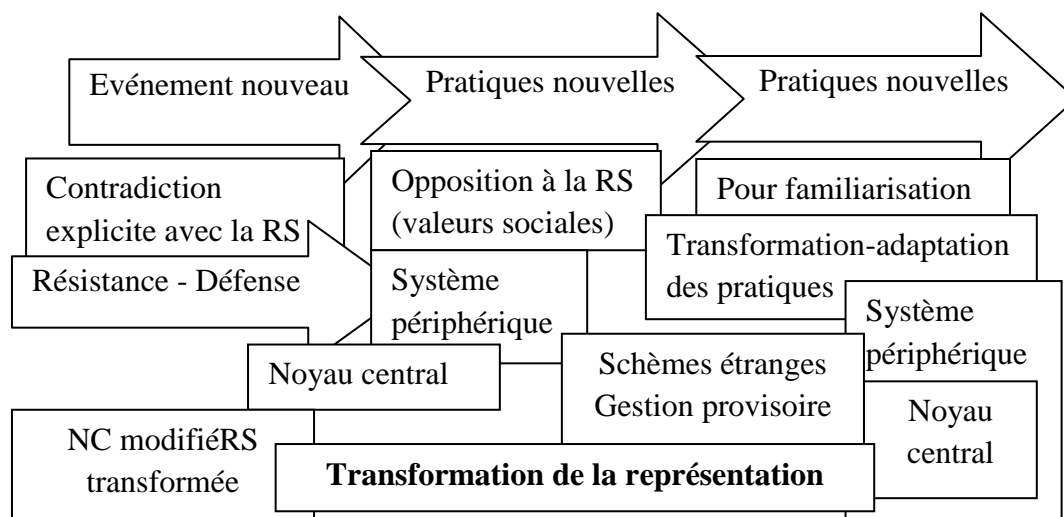 Evénement nouveau
Pratiques nouvelles
Pratiques nouvelles
Contradiction
explicite avec la RS
Opposition à la RS
(valeurs sociales)
Pour familiarisation
Résistance - Défense
Système
périphérique
Transformation-adaptation
des pratiques
Système
périphérique
Noyau central
Schèmes étranges
Gestion provisoire
Noyau
central
NC modifiéRS
transformée
Transformation de la représentation